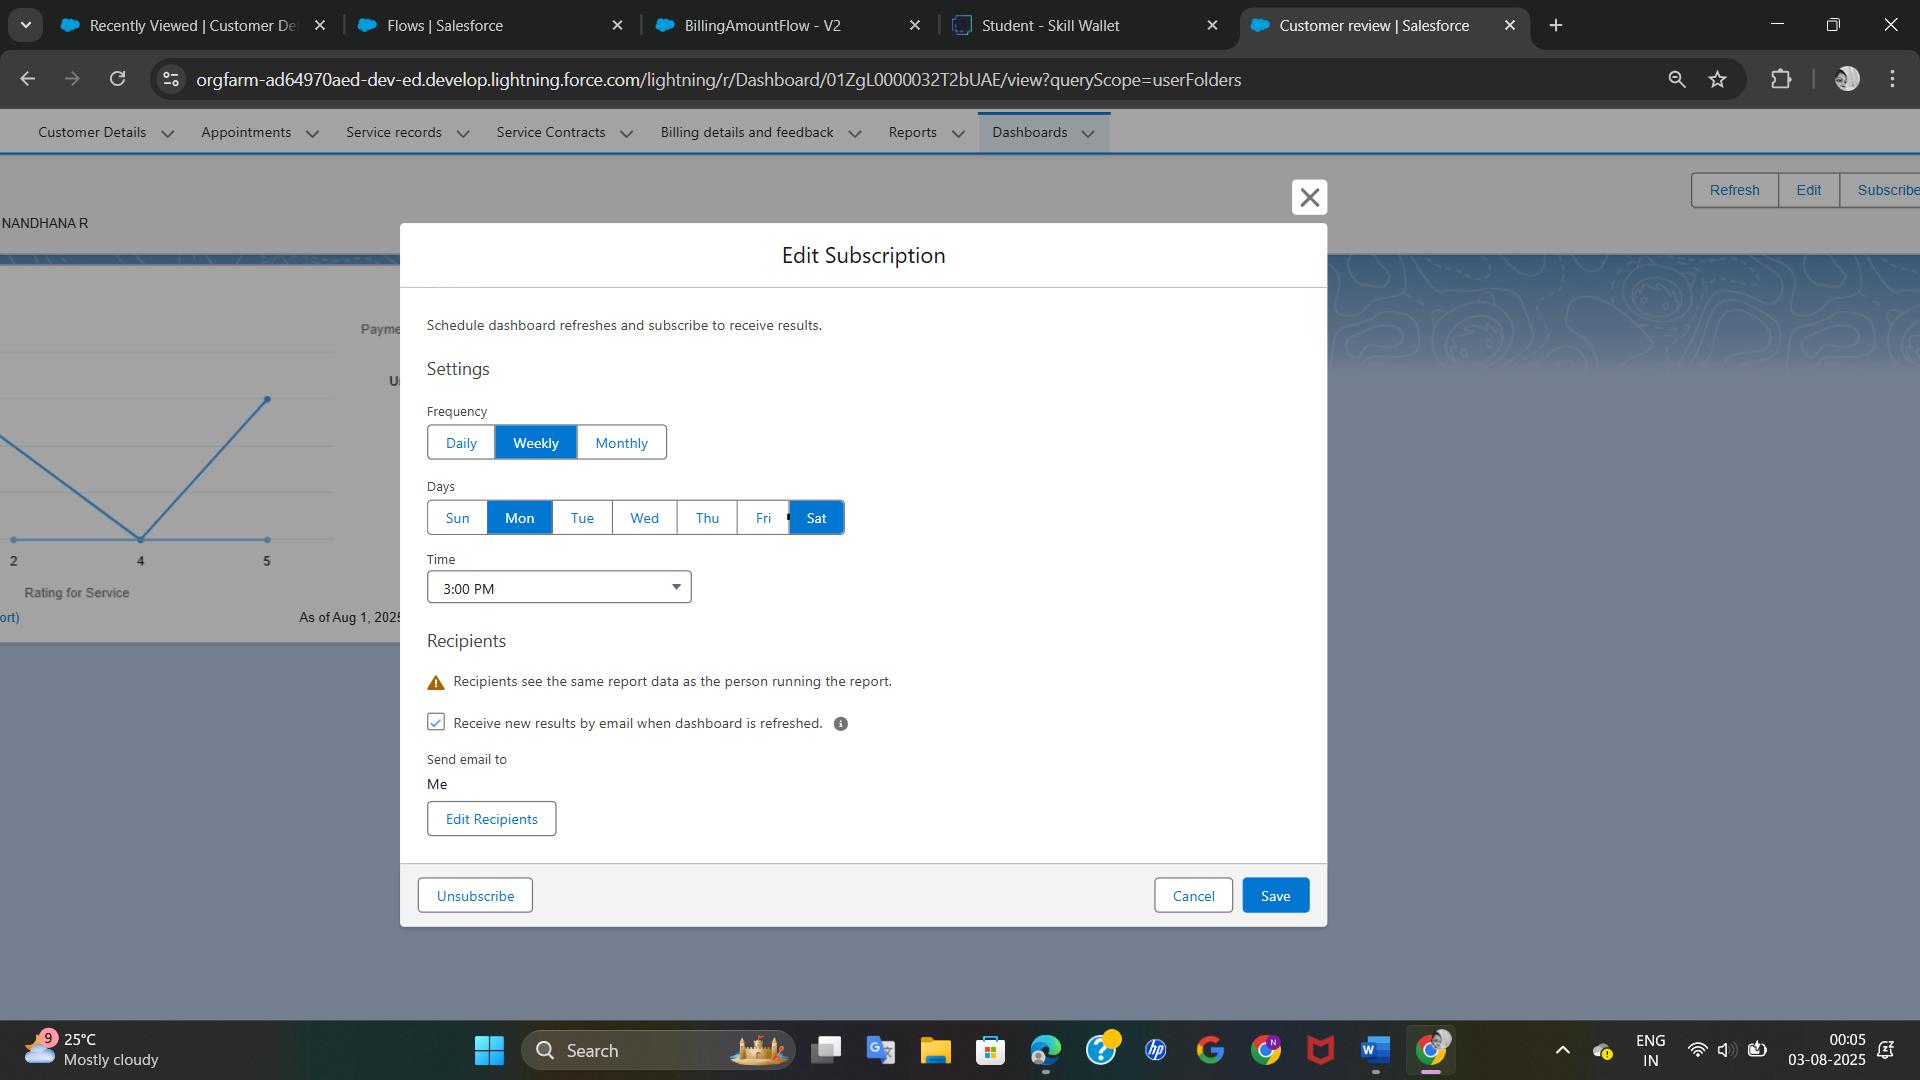 Recently Viewed | Customer De
Flows | Salesforce
BillingAmountFlow - V2
Student - Skill Wallet
Customer review | Salesforce
orgfarm-ad64970aed-dev-ed.develop.lightning.force.com/lightning/r/Dashboard/01ZgL0000032T2bUAE/view?queryScope=userFolders
Customer Details
Appointments
Service records
Service Contracts
Billing details and feedback
Reports
Dashboards
Refresh
Edit
Subscribe
NANDHANA R
Edit Subscription
Schedule dashboard refreshes and subscribe to receive results.
Payme
Settings
Frequency
Daily
Weekly
Monthly
Days
Sun
Mon
Tue
Wed
Thu
Fri
Sat
Time
3:00 PM
2
4
5
Rating for Service
ort)
As of Aug 1, 2025
Recipients
Recipients see the same report data as the person running the report.
Receive new results by email when dashboard is refreshed.
Send email to
Me
Edit Recipients
Unsubscribe
Cancel
Save
9
25°C
Mostly cloudy
Search
ENG
IN
00:05
03-08-2025